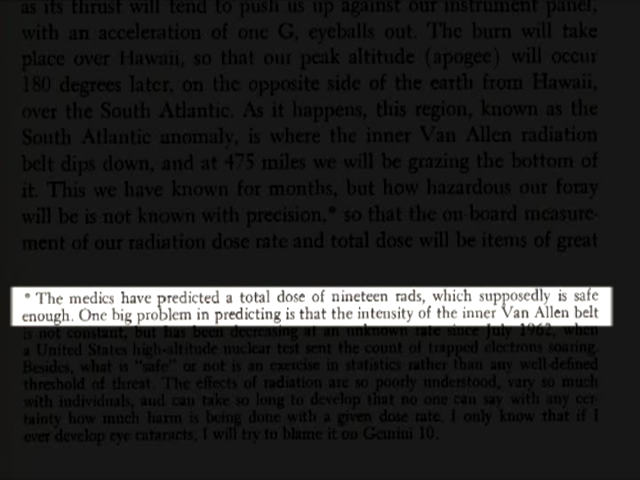 as its thrust will tend to push us up against our instrument panel,
with an acceleration of one G, eyeballs out. The burn will take
place over Hawaii, so that our peak altitude (apogee) will occur
180 degrees later, on the opposite side of the earth from Hawaii,
over the South Atlantic. As it happens, this region, known as the
South Atlantic anomaly, is where the inner Van Allen radiation
belt dips down, and at 475 miles we will be grazing the bottom of
it. This we have known for months, but how hazardous our foray
will be is not known with precision,* so that the on-board measure-
ment of our radiation dose rate and total dose will be items of great
* The medics have predicted a total dose of nineteen rads, which supposedly is safe
enough. One big problem in predicting is that the intensity of the inner Van Allen belt
is not constant, but has been decreasing at an unknown rate since July 1962, when
a United States high-altitude nuclear test sent the count of trapped electrons soaring.
Besides, what is "safe" or not is an exercise in statistics rather than any well-defined
threshold of threat. The effects of radiation are so poorly understood, vary so much
with individuals, and can take so long to develop that no one can say with any cer-
tainty how much harm is being done with a given dose rate. I only know that if I
ever develop eye cataracts, I will try to blame it on Gemini 10.